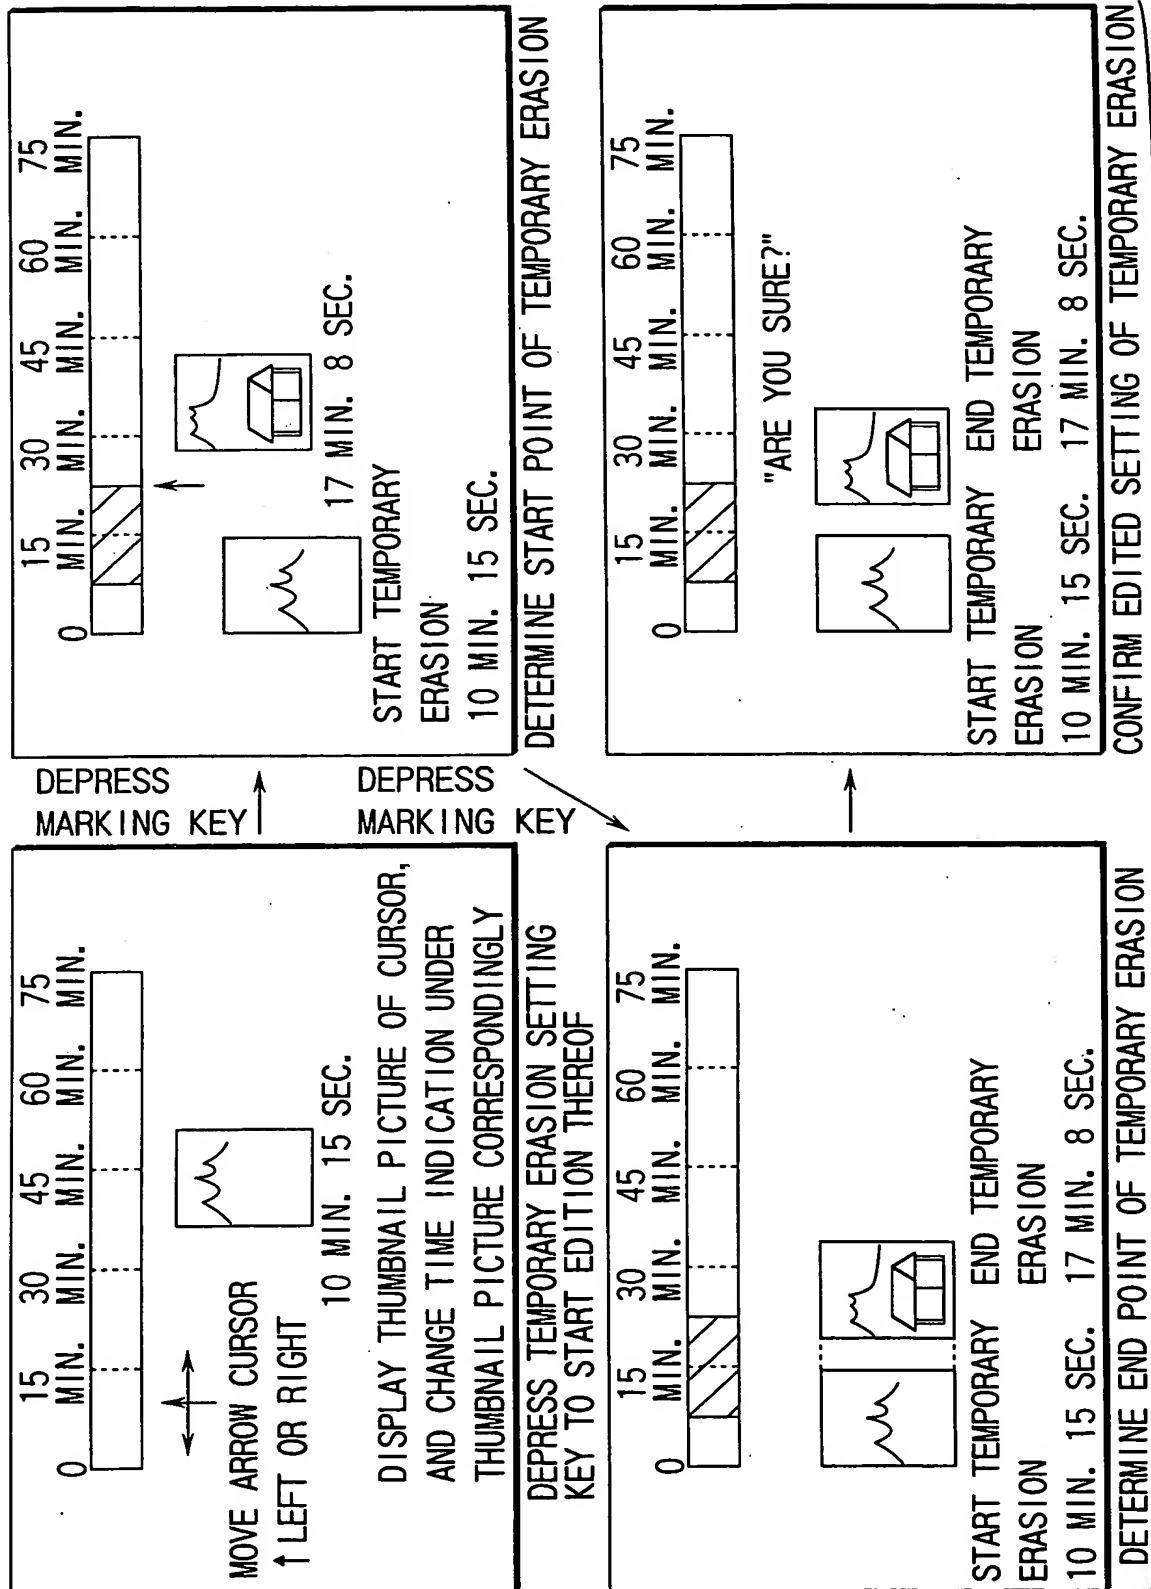 0 15 30 45 60 75
MIN. MIN. MIN. MIN. MIN.
MOVE ARROW CURSOR
↑LEFT OR RIGHT
10 MIN. 15 SEC.
DISPLAY THUMBNAIL PICTURE OF CURSOR,
AND CHANGE TIME INDICATION UNDER
THUMBNAIL PICTURE CORRESPONDINGLY
DEPRESS TEMPORARY ERASION SETTING
KEY TO START EDITION THEREOF
DEPRESS
MARKING KEY
0 15 30 45 60 75
MIN. MIN. MIN. MIN. MIN.
17 MIN. 8 SEC.
START TEMPORARY
ERASION
10 MIN. 15 SEC.
DETERMINE START POINT OF TEMPORARY ERASION
DEPRESS
MARKING KEY
0 15 30 45 60 75
MIN. MIN. MIN. MIN. MIN.
START TEMPORARY END TEMPORARY
ERASION ERASION
10 MIN. 15 SEC. 17 MIN. 8 SEC.
DETERMINE END POINT OF TEMPORARY ERASION
0 15 30 45 60 75
MIN. MIN. MIN. MIN. MIN.
"ARE YOU SURE?"
START TEMPORARY END TEMPORARY
ERASION ERASION
10 MIN. 15 SEC. 17 MIN. 8 SEC.
CONFIRM EDITED SETTING OF TEMPORARY ERASION